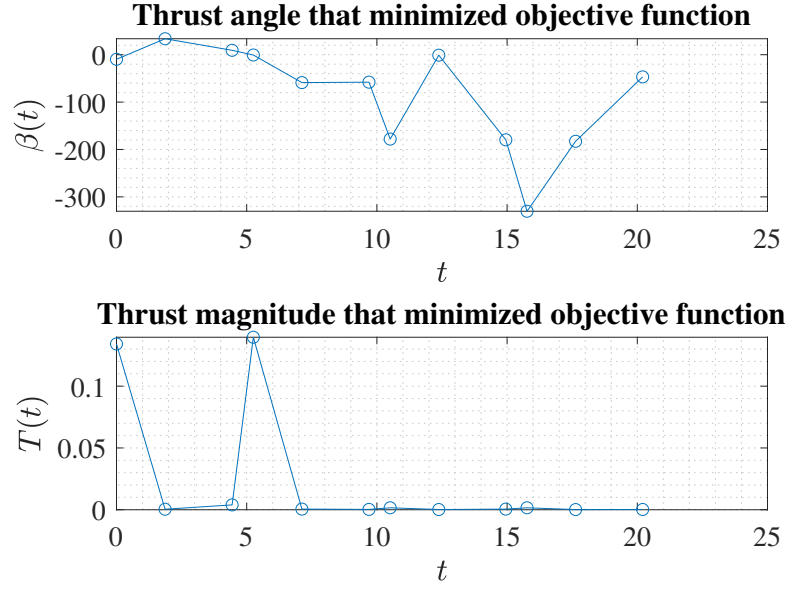 Thrust angle that minimized objective function
0
-100
-200
-300
β(t)
0 5 10 15 20 25
t
Thrust magnitude that minimized objective function
0.1
0.05
0
T(t)
0 5 10 15 20 25
t